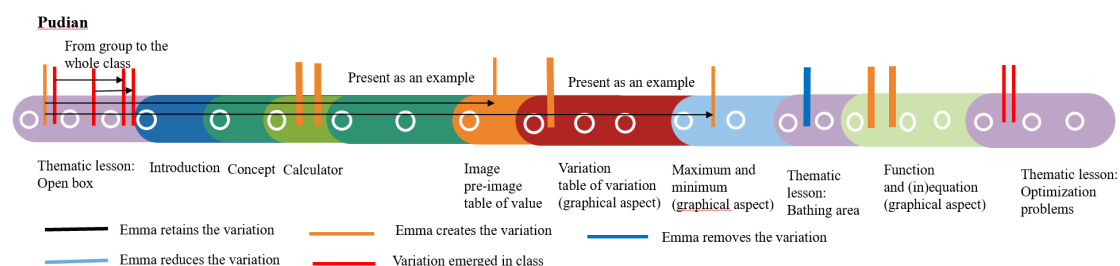 Pudian
From group to the
whole class
Present as an example
Present as an example
Thematic lesson:
Open box
Introduction
Concept
Calculator
Image
pre-image
table of value
Variation
table of variation
(graphical aspect)
Maximum and
minimum
(graphical aspect)
Thematic
lesson:
Bathing area
Function
and (in)equation
(graphical aspect)
Thematic lesson:
Optimization
problems
Emma retains the variation
Emma creates the variation
Emma removes the variation
Emma reduces the variation
Variation emerged in class